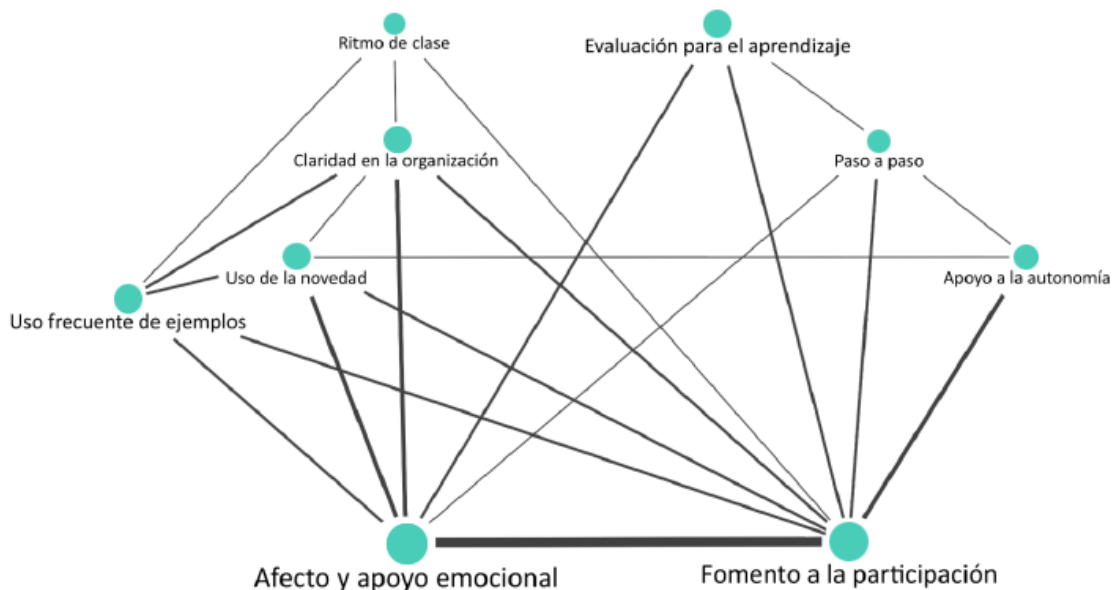 Ritmo de clase
Evaluación para el aprendizaje
Claridad en la organización
Paso a paso
Uso de la novedad
Apoyo a la autonomía
Uso frecuente de ejemplos
Afecto y apoyo emocional
Fomento a la participación